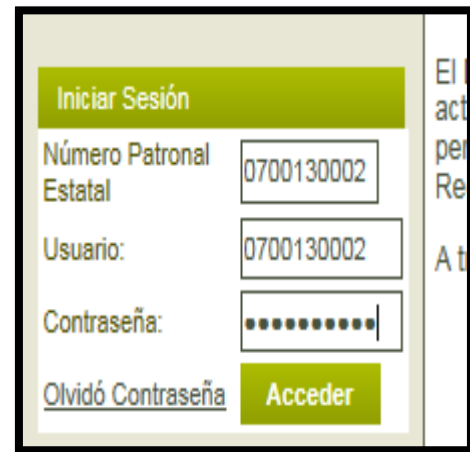 Iniciar Sesión
Número Patronal
Estatal
0700130002
Usuario:
0700130002
Contraseña:
••••••••••
Olvidó Contraseña
Acceder
El
act
per
Re
A t